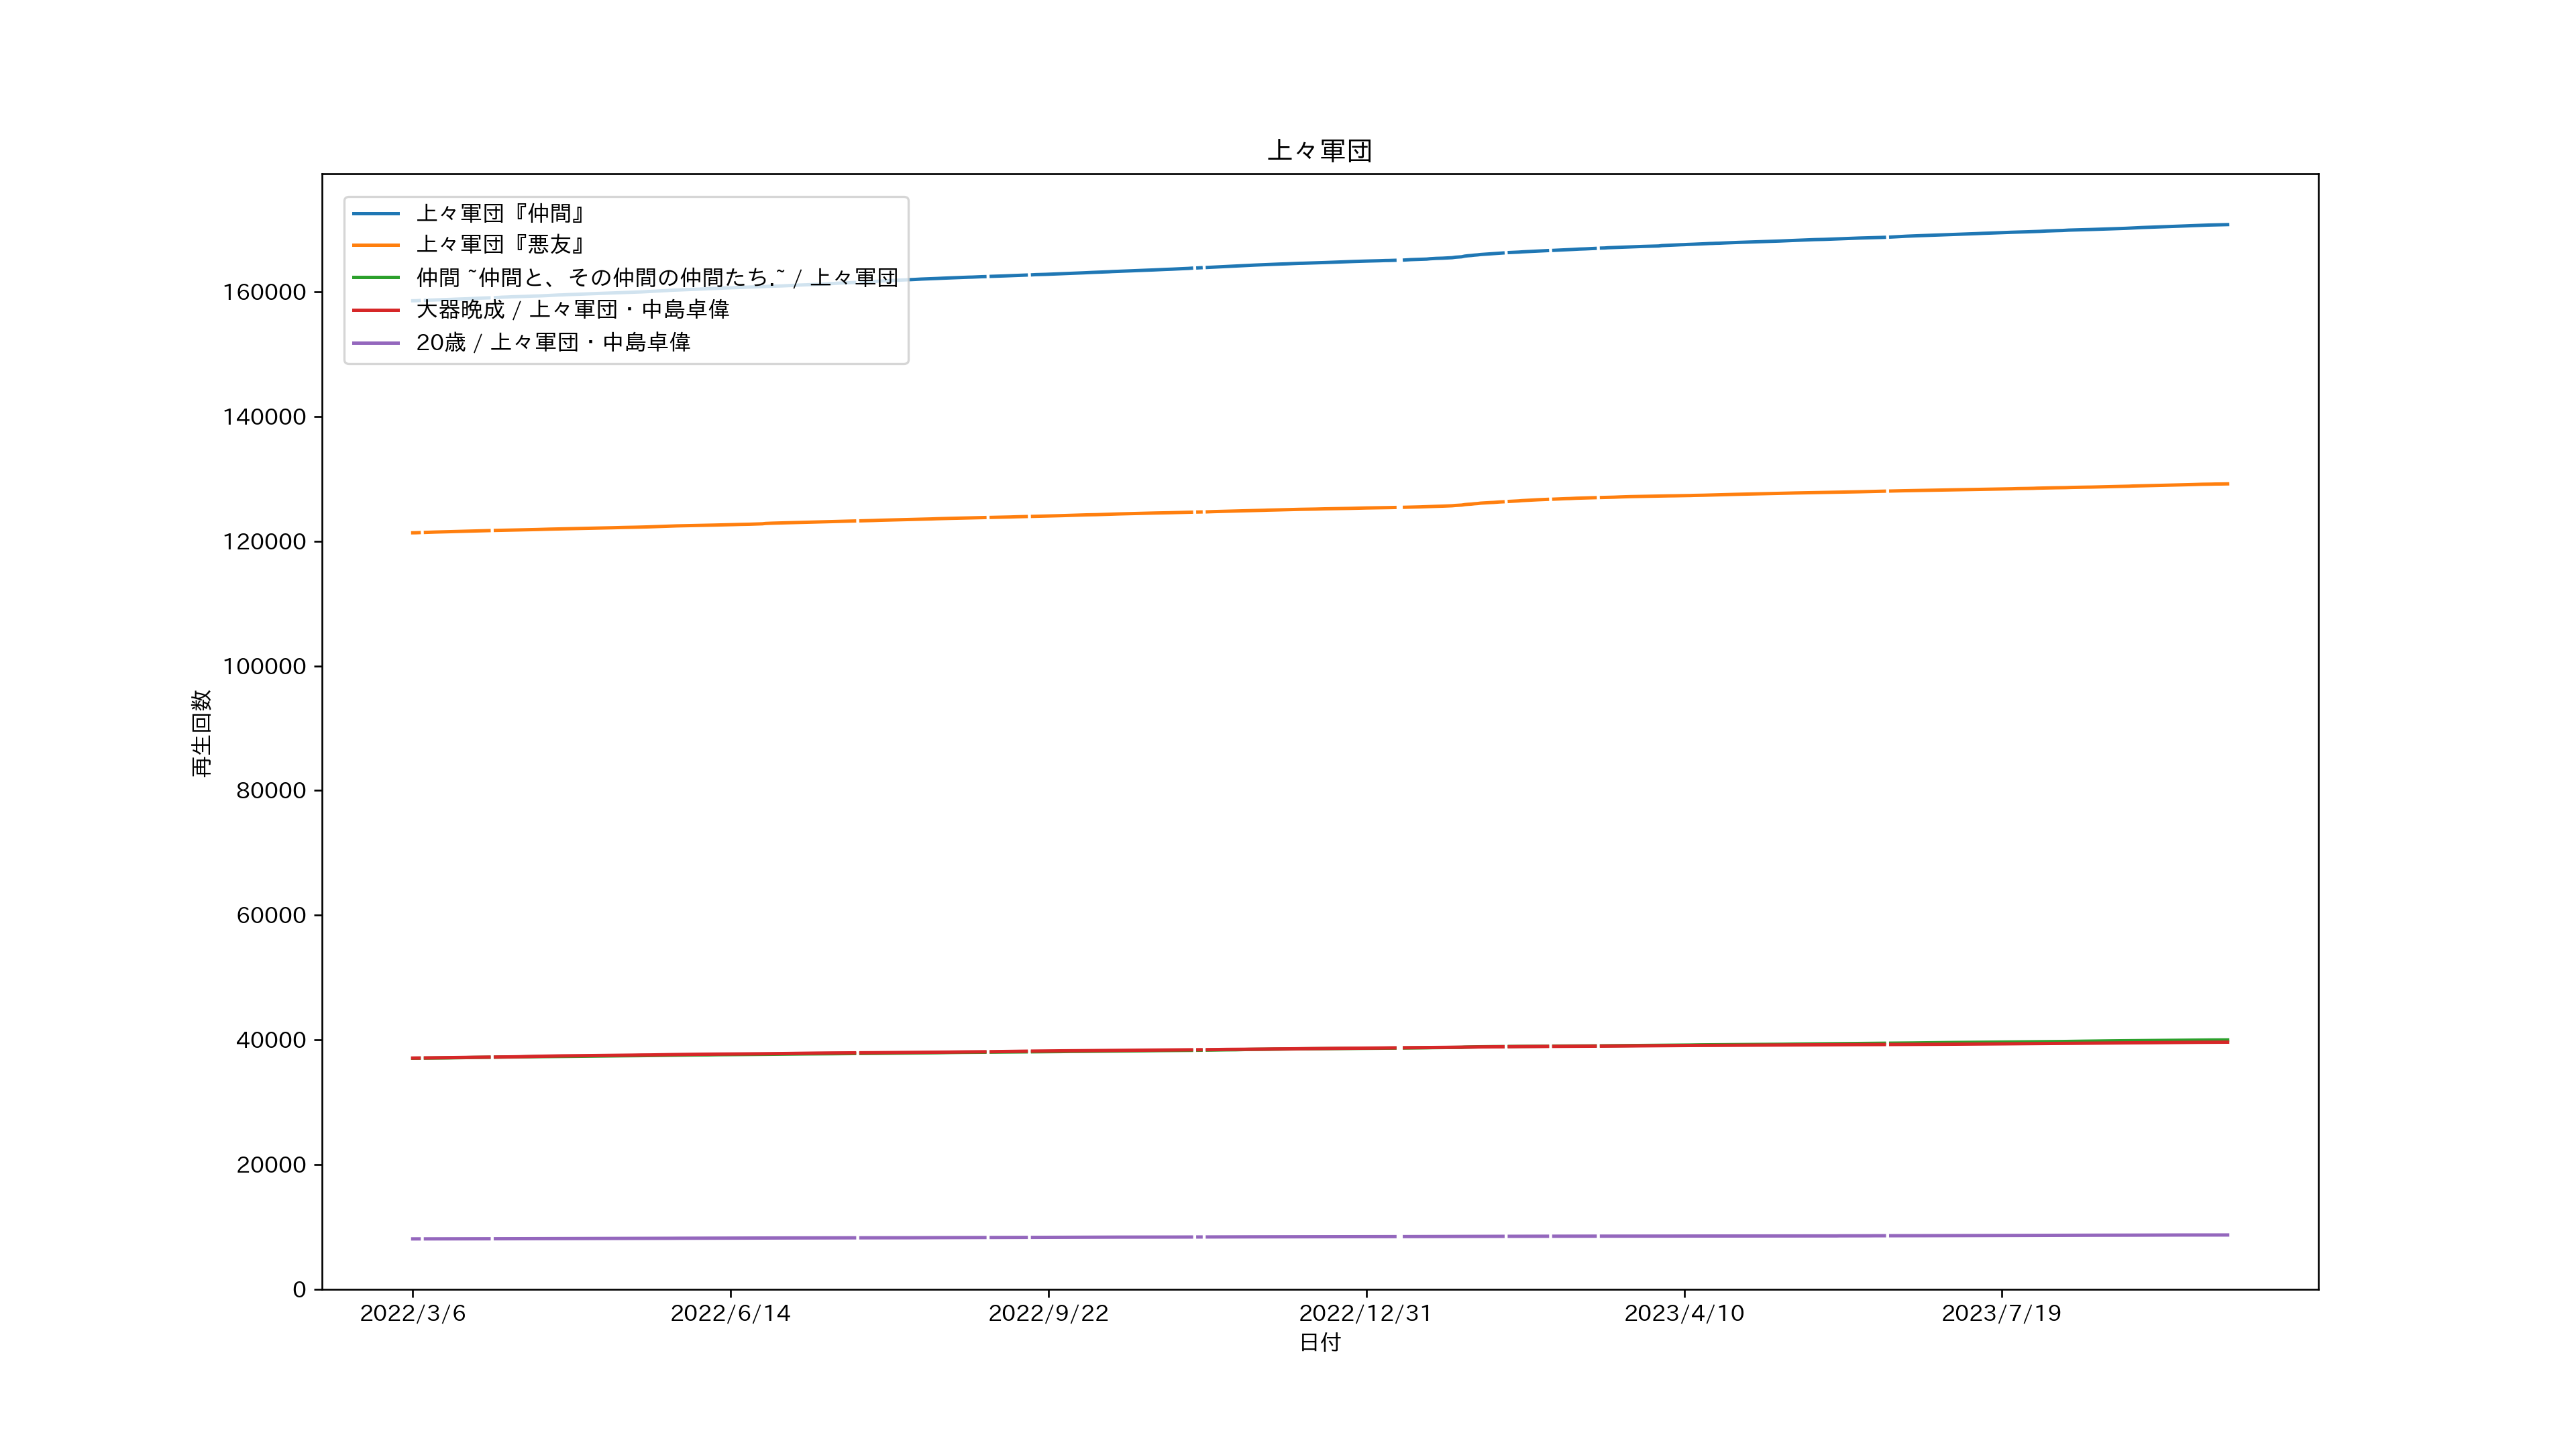 上々軍団
上々軍団『仲間』
上々軍団『悪友』
仲間 ~仲間と、その仲間の仲間たち.~ / 上々軍団
大器晩成 / 上々軍団・中島卓偉
20歳 / 上々軍団・中島卓偉
160000
140000
120000
100000
80000
60000
40000
20000
0
再生回数
2022/3/6
2022/6/14
2022/9/22
2022/12/31
2023/4/10
2023/7/19
日付